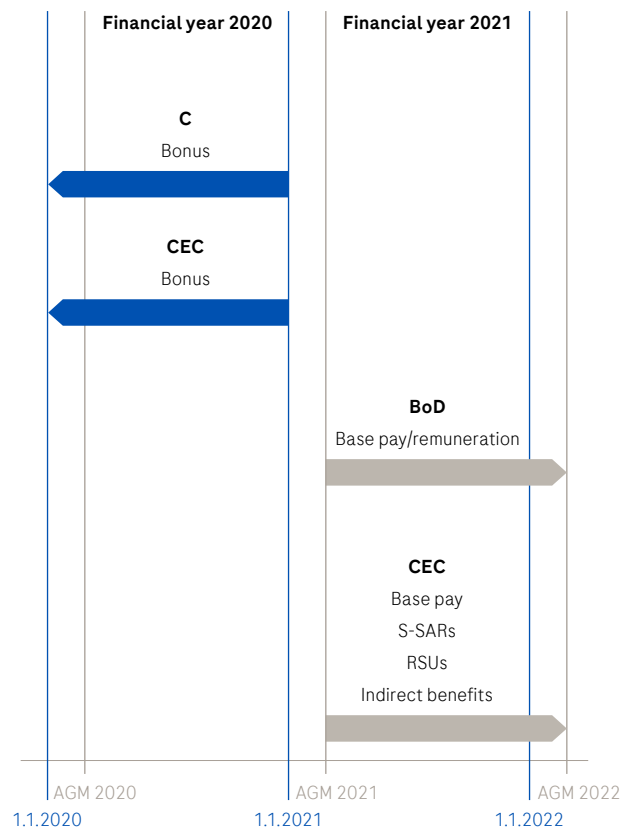 Financial year 2020
Financial year 2021
C
Bonus
CEC
Bonus
BoD
Base pay/remuneration
CEC
Base pay
S-SARs
RSUs
Indirect benefits
AGM 2020
AGM 2021
AGM 2022
1.1.2020
1.1.2021
1.1.2022